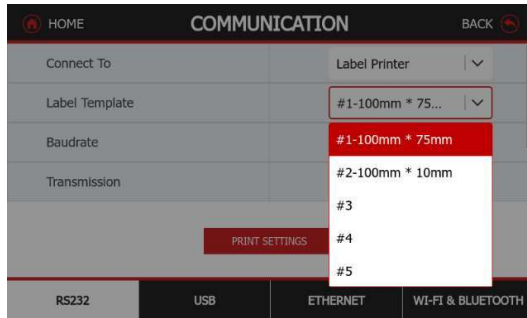 HOME COMMUNICATION BACK
Connect To Label Printer
Label Template #1-100mm * 75...
Baudrate #1-100mm * 75mm
Transmission #2-100mm * 10mm
#3
PRINT SETTINGS #4
#5
RS232 USB ETHERNET WI-FI & BLUETOOTH